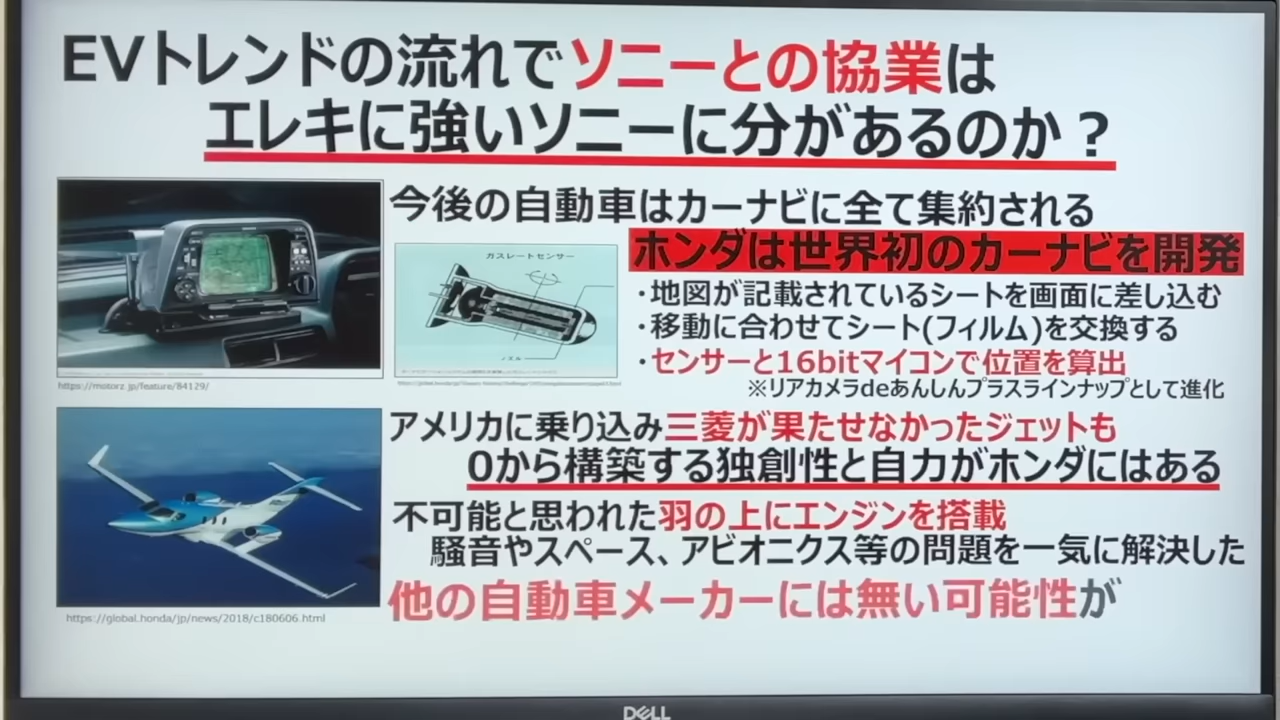 EVトレンドの流れでソニーとの協業は
エレキに強いソニーに分があるのか？
今後の自動車はカーナビに全て集約される
ホンダは世界初のカーナビを開発
ガスレートセンサー
ノズル
・地図が記載されているシートを画面に差し込む
・移動に合わせてシート(フィルム)を交換する
・センサーと16bitマイコンで位置を算出
※リアカメラdeあんしんプラスラインナップとして進化
https://motorz.jp/feature/84129/
アメリカに乗り込み三菱が果たせなかったジェットも
0から構築する独創性と自力がホンダにはある
不可能と思われた羽の上にエンジンを搭載
騒音やスペース、アビオニクス等の問題を一気に解決した
他の自動車メーカーには無い可能性が
https://global.honda/jp/news/2018/c180606.html
DELL